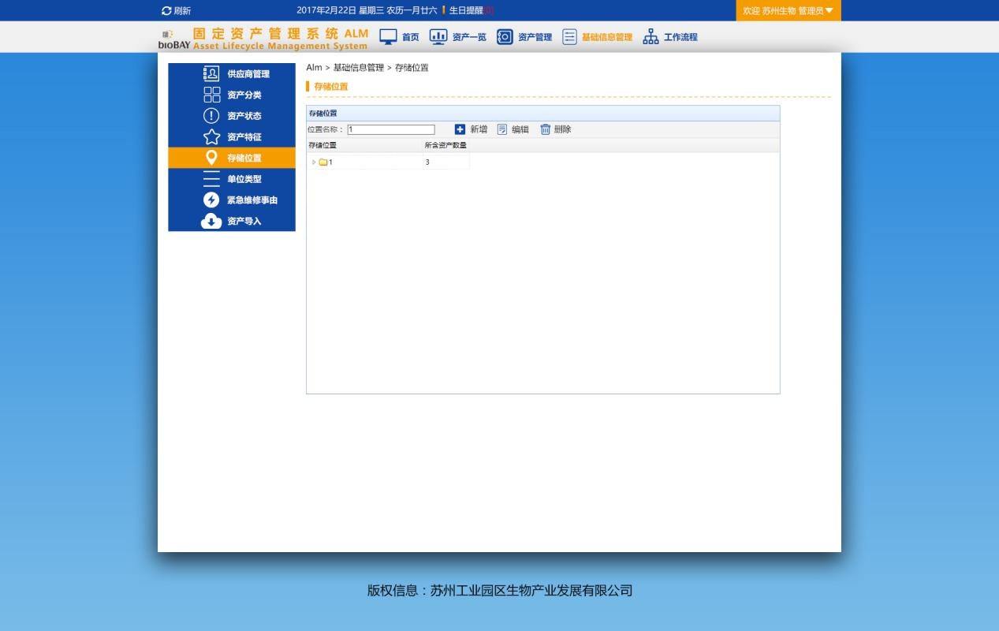 刷新
2017年2月22日 星期三 农历一月廿六 生日提醒[0]
欢迎 苏州生物 管理员
bioBAY
固定资产管理系统 ALM
Asset Lifecycle Management System
首页
资产一览
资产管理
基础信息管理
工作流程
供应商管理
资产分类
资产状态
资产特征
存储位置
单位类型
紧急维修事由
资产导入
Alm > 基础信息管理 > 存储位置
存储位置
存储位置
位置名称： 1 新增 编辑 删除
存储位置 所含资产数量
1 3
版权信息：苏州工业园区生物产业发展有限公司